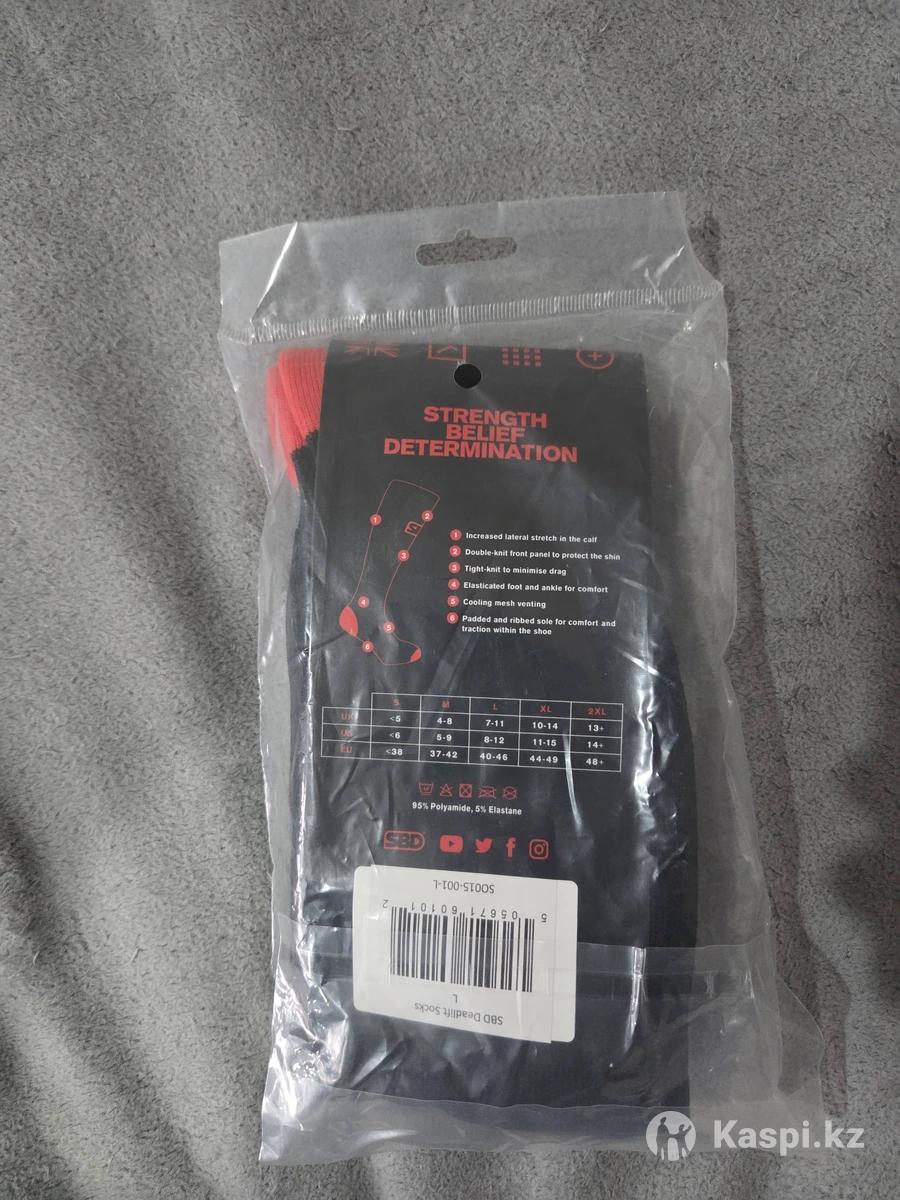 STRENGTH
BELIEF
DETERMINATION
1
2
3
4
5
6
1 Increased lateral stretch in the calf
2 Double-knit front panel to protect the shin
3 Tight-knit to minimise drag
4 Elasticated foot and ankle for comfort
5 Cooling mesh venting
6 Padded and ribbed sole for comfort and
traction within the shoe
S M L XL 2XL
UK <5 4-8 7-11 10-14 13+
US <6 5-9 8-12 11-15 14+
EU <38 37-42 40-46 44-49 48+
95% Polyamide, 5% Elastane
SBD
SBD Deadlift Socks
L
5 056716 601012
SO015-001-L
Kaspi.kz